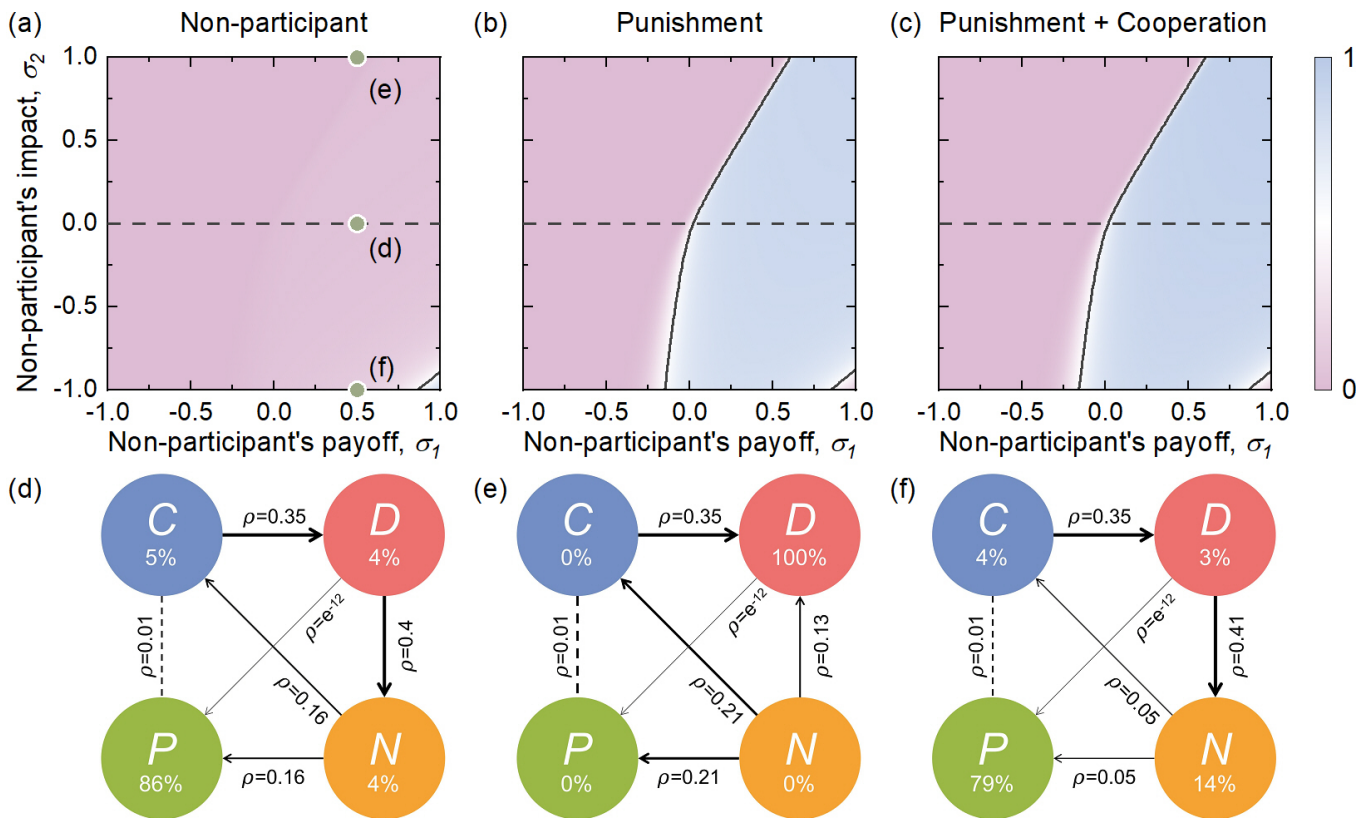 (a) Non-participant
(b) Punishment
(c) Punishment + Cooperation
Non-participant's impact, σ2
1.0
0.5
0.0
-0.5
-1.0
(e)
(d)
(f)
-1.0 -0.5 0.0 0.5 1.0
-1.0 -0.5 0.0 0.5 1.0
-1.0 -0.5 0.0 0.5 1.0
1
0
Non-participant's payoff, σ1
Non-participant's payoff, σ1
Non-participant's payoff, σ1
(d)
C
5%
ρ=0.35
D
4%
ρ=0.01
ρ=e-12
ρ=0.4
ρ=0.16
P
86%
ρ=0.16
N
4%
(e)
C
0%
ρ=0.35
D
100%
ρ=0.01
ρ=e-12
ρ=0.13
ρ=0.21
P
0%
ρ=0.21
N
0%
(f)
C
4%
ρ=0.35
D
3%
ρ=0.01
ρ=e-12
ρ=0.41
ρ=0.05
P
79%
ρ=0.05
N
14%